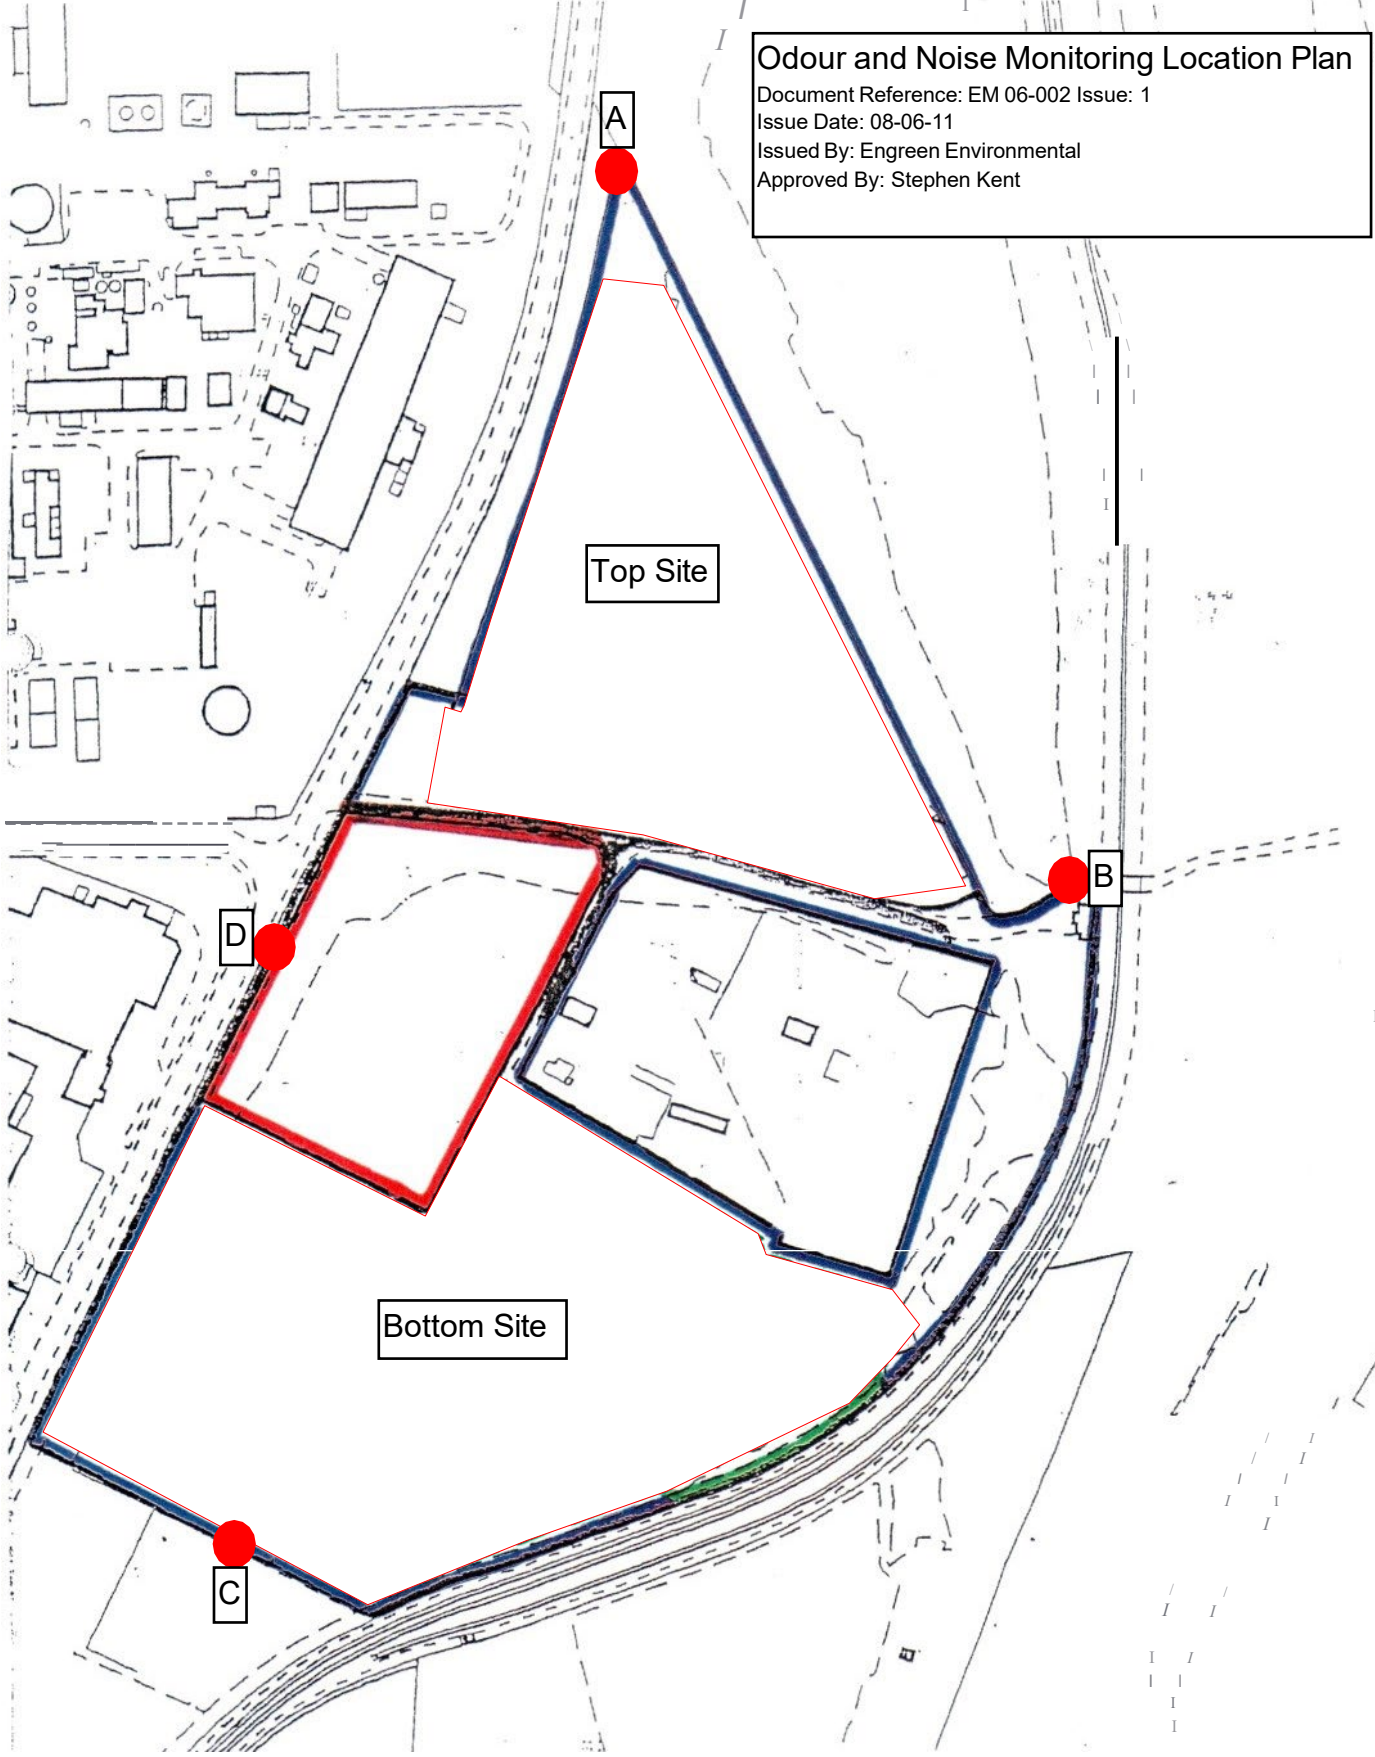 Odour and Noise Monitoring Location Plan
Document Reference: EM 06-002 Issue: 1
Issue Date: 08-06-11
Issued By: Engreen Environmental
Approved By: Stephen Kent
A
Top Site
B
D
Bottom Site
C